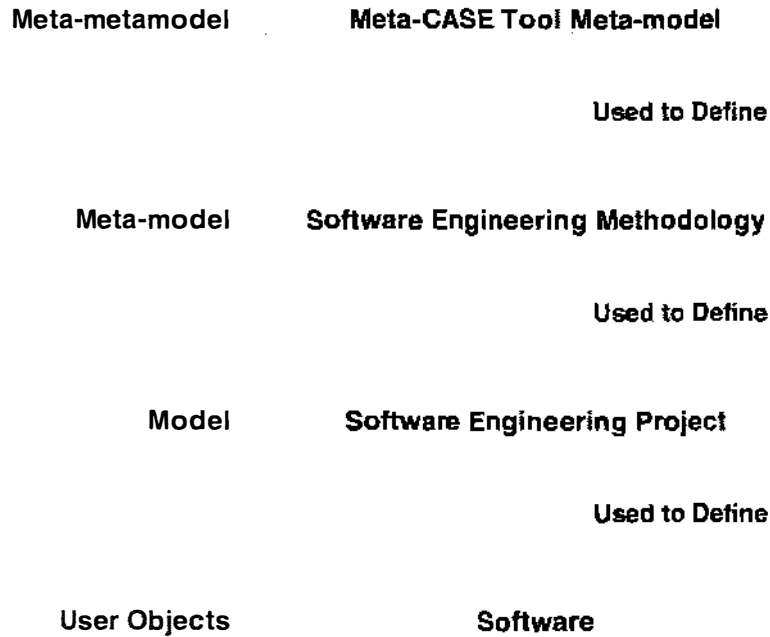 Meta-metamodel Meta-CASE Tool Meta-model
Used to Define
Meta-model Software Engineering Methodology
Used to Define
Model Software Engineering Project
Used to Define
User Objects Software